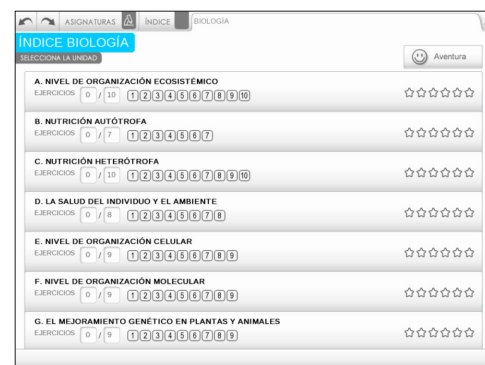 ASIGNATURAS ÍNDICE BIOLOGÍA
ÍNDICE BIOLOGÍA
SELECCIONA LA UNIDAD
Aventura
A. NIVEL DE ORGANIZACIÓN ECOSISTÉMICO
EJERCICIOS 0 / 10 1 2 3 4 5 6 7 8 9 10
B. NUTRICIÓN AUTÓTROFA
EJERCICIOS 0 / 7 1 2 3 4 5 6 7
C. NUTRICIÓN HETERÓTROFA
EJERCICIOS 0 / 10 1 2 3 4 5 6 7 8 9 10
D. LA SALUD DEL INDIVIDUO Y EL AMBIENTE
EJERCICIOS 0 / 8 1 2 3 4 5 6 7 8
E. NIVEL DE ORGANIZACIÓN CELULAR
EJERCICIOS 0 / 9 1 2 3 4 5 6 7 8 9
F. NIVEL DE ORGANIZACIÓN MOLECULAR
EJERCICIOS 0 / 9 1 2 3 4 5 6 7 8 9
G. EL MEJORAMIENTO GENÉTICO EN PLANTAS Y ANIMALES
EJERCICIOS 0 / 9 1 2 3 4 5 6 7 8 9